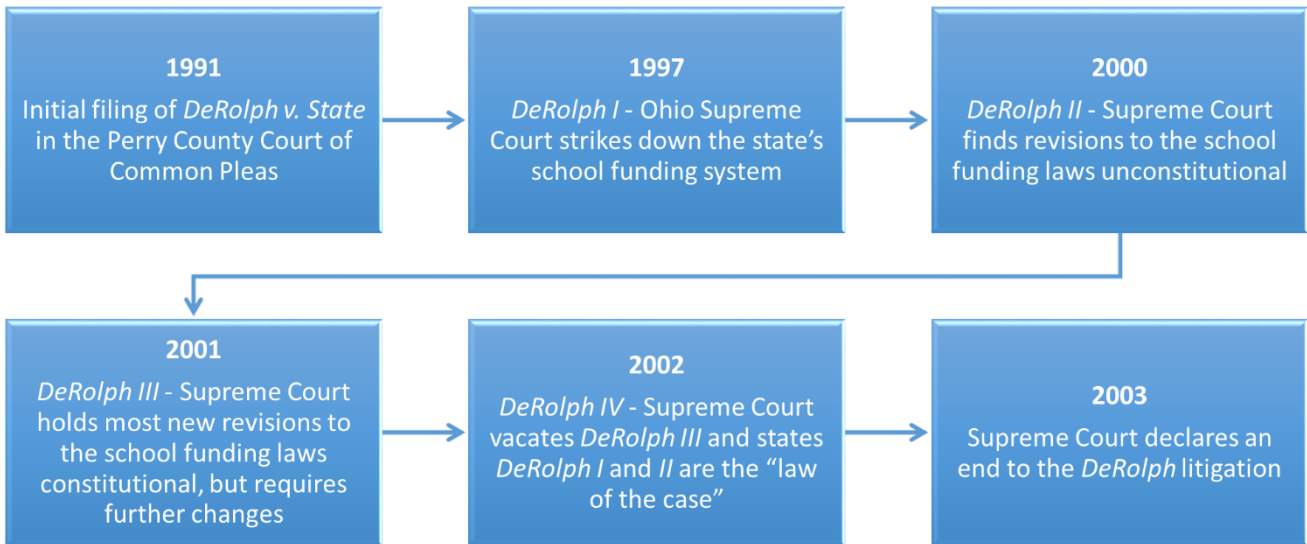 1991
Initial filing of DeRolph v. State
in the Perry County Court of
Common Pleas
1997
DeRolph I - Ohio Supreme
Court strikes down the state’s
school funding system
2000
DeRolph II - Supreme Court
finds revisions to the school
funding laws unconstitutional
2001
DeRolph III - Supreme Court
holds most new revisions to
the school funding laws
constitutional, but requires
further changes
2002
DeRolph IV - Supreme Court
vacates DeRolph III and states
DeRolph I and II are the “law
of the case”
2003
Supreme Court declares an
end to the DeRolph litigation